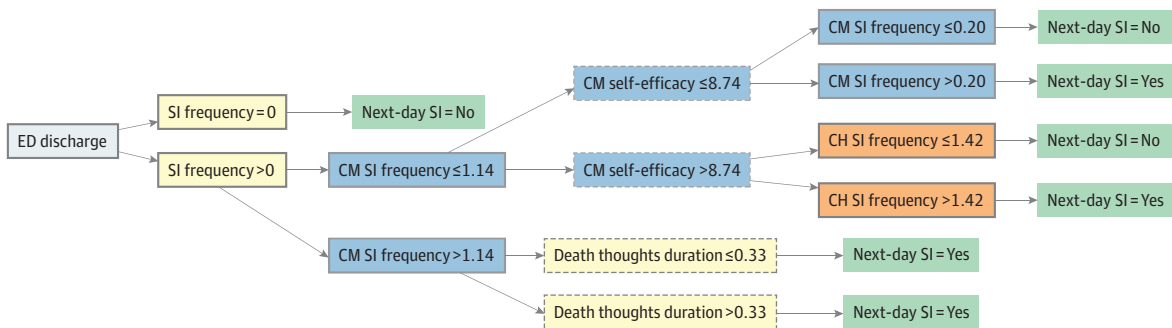 CM SI frequency ≤0.20
Next-day SI=No
CM self-efficacy ≤8.74
CM SI frequency >0.20
Next-day SI=Yes
SI frequency=0
Next-day SI=No
ED discharge
CH SI frequency ≤1.42
Next-day SI=No
SI frequency>0
CM SI frequency≤1.14
CM self-efficacy >8.74
CH SI frequency >1.42
Next-day SI=Yes
CM SI frequency>1.14
Death thoughts duration≤0.33
Next-day SI=Yes
Death thoughts duration>0.33
Next-day SI=Yes